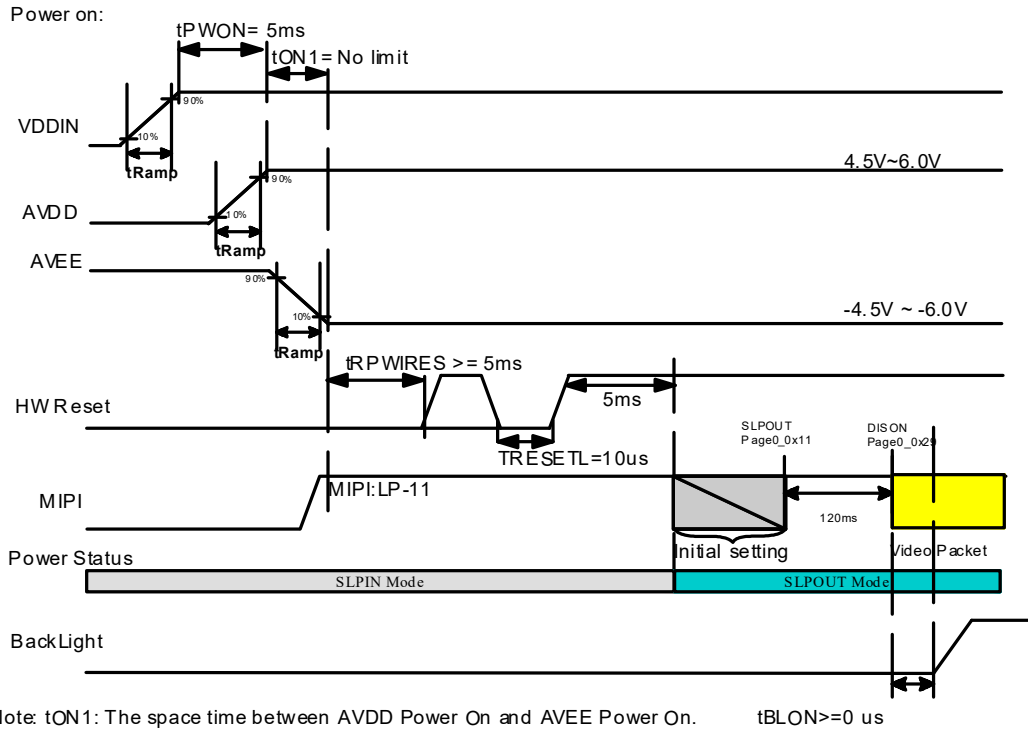 Power on:
tPWON= 5ms
tON1= No limit
90%
VDDIN
10%
tRamp
4.5V~6.0V
90%
AVDD
10%
tRamp
AVEE
90%
-4.5V ~ -6.0V
10%
tRamp
tRPWIRES >= 5ms
HW Reset
5ms
SLPOUT
Page0_0x11
DISON
Page0_0x29
TRESETL=10us
MIPI:LP-11
MIPI
120ms
Initial setting
Video Packet
Power Status
SLPIN Mode
SLPOUT Mode
BackLight
Note: tON1: The space time between AVDD Power On and AVEE Power On.
tBLON>=0 us